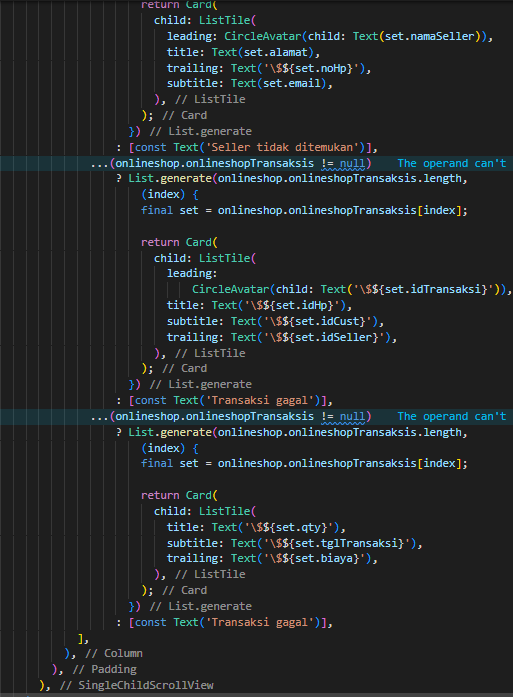 return Card(
child: ListTile(
leading: CircleAvatar(child: Text(set.namaSeller)),
title: Text(set.alamat),
trailing: Text('\$${set.noHp}'),
subtitle: Text(set.email),
), // ListTile
); // Card
}) // List.generate
: [const Text('Seller tidak ditemukan')],
...(onlineshop.onlineshopTransaksis != null) The operand can't
? List.generate(onlineshop.onlineshopTransaksis.length,
(index) {
final set = onlineshop.onlineshopTransaksis[index];
return Card(
child: ListTile(
leading:
CircleAvatar(child: Text('\$${set.idTransaksi}')),
title: Text('\$${set.idHp}'),
subtitle: Text('\$${set.idCust}'),
trailing: Text('\$${set.idSeller}'),
), // ListTile
); // Card
}) // List.generate
: [const Text('Transaksi gagal')],
...(onlineshop.onlineshopTransaksis != null) The operand can't
? List.generate(onlineshop.onlineshopTransaksis.length,
(index) {
final set = onlineshop.onlineshopTransaksis[index];
return Card(
child: ListTile(
title: Text('\$${set.qty}'),
subtitle: Text('\$${set.tglTransaksi}'),
trailing: Text('\$${set.biaya}'),
), // ListTile
); // Card
}) // List.generate
: [const Text('Transaksi gagal')],
],
), // Column
), // Padding
), // SingleChildScrollView